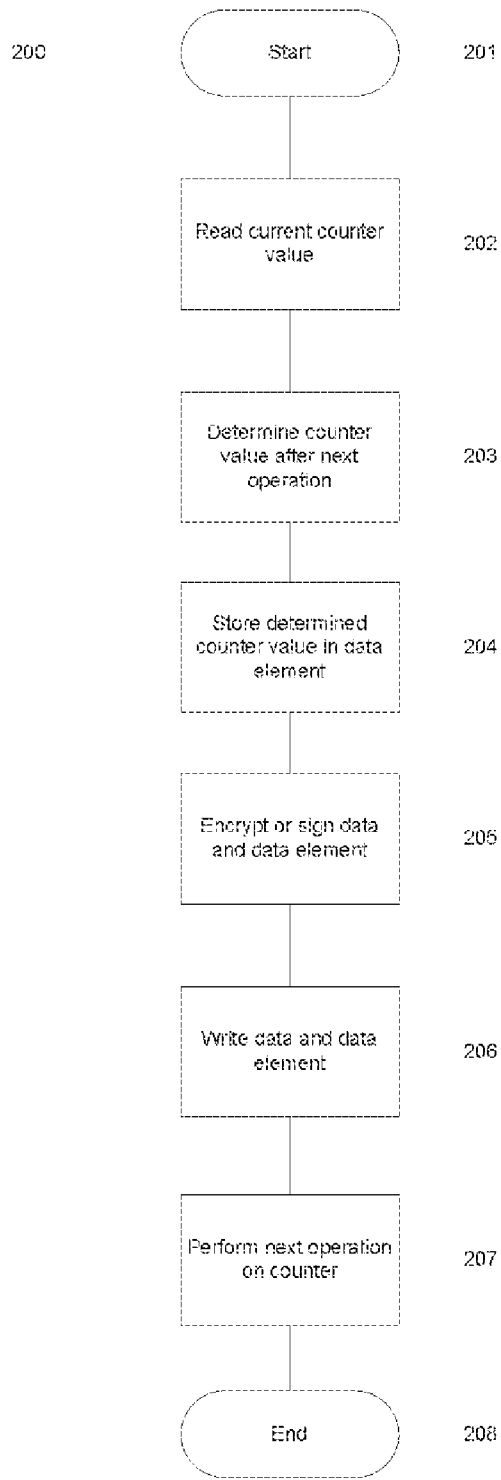 200
Start
201
Read current counter
value
202
Determine counter
value after next
operation
203
Store determined
counter value in data
element
204
Encrypt or sign data
and data element
205
Write data and data
element
206
Perform next operation
on counter
207
End
208